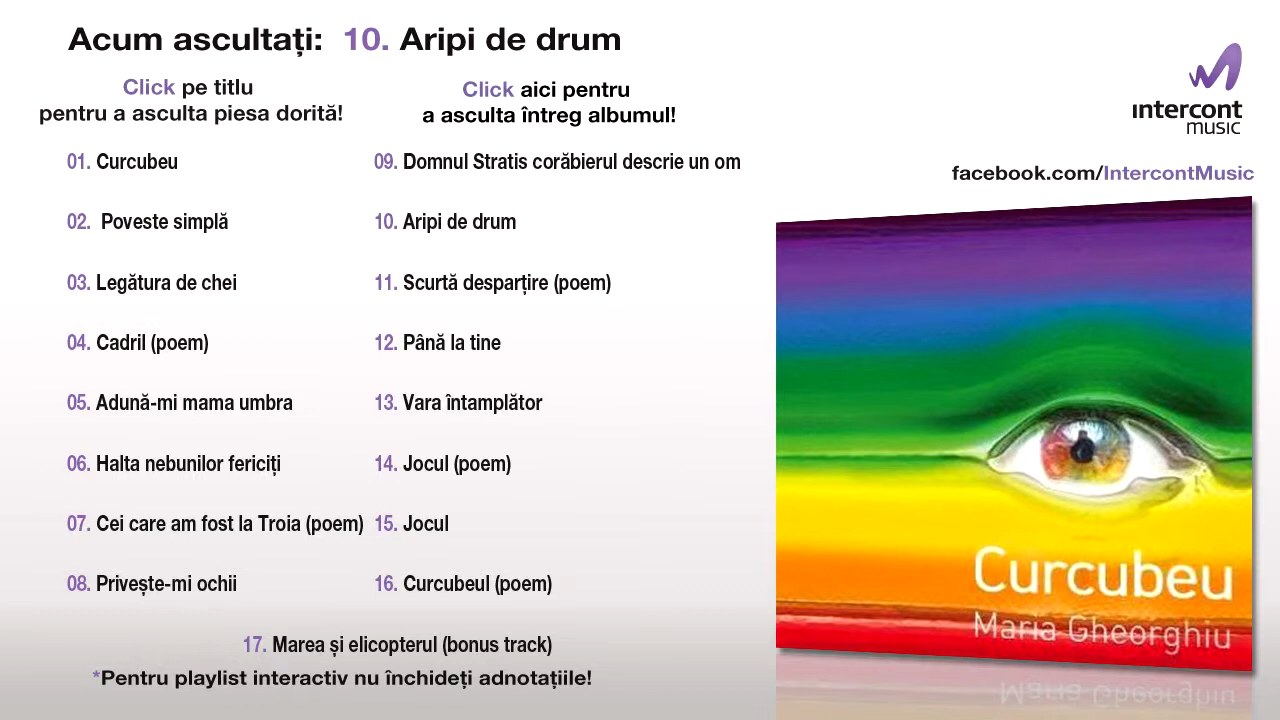 Acum ascultați: 10. Aripi de drum
Click pe titlu
pentru a asculta piesa dorită!
Click aici pentru
a asculta întreg albumul!
intercont
music
facebook.com/IntercontMusic
01. Curcubeu
02. Poveste simplă
03. Legătura de chei
04. Cadril (poem)
05. Adună-mi mama umbra
06. Halta nebunilor fericiți
07. Cei care am fost la Troia (poem)
08. Privește-mi ochii
09. Domnul Stratis corăbierul descrie un om
10. Aripi de drum
11. Scurtă desparțire (poem)
12. Până la tine
13. Vara întamplător
14. Jocul (poem)
15. Jocul
16. Curcubeul (poem)
17. Marea și elicopterul (bonus track)
*Pentru playlist interactiv nu închideți adnotațiile!
Curcubeu
Maria Gheorghiu